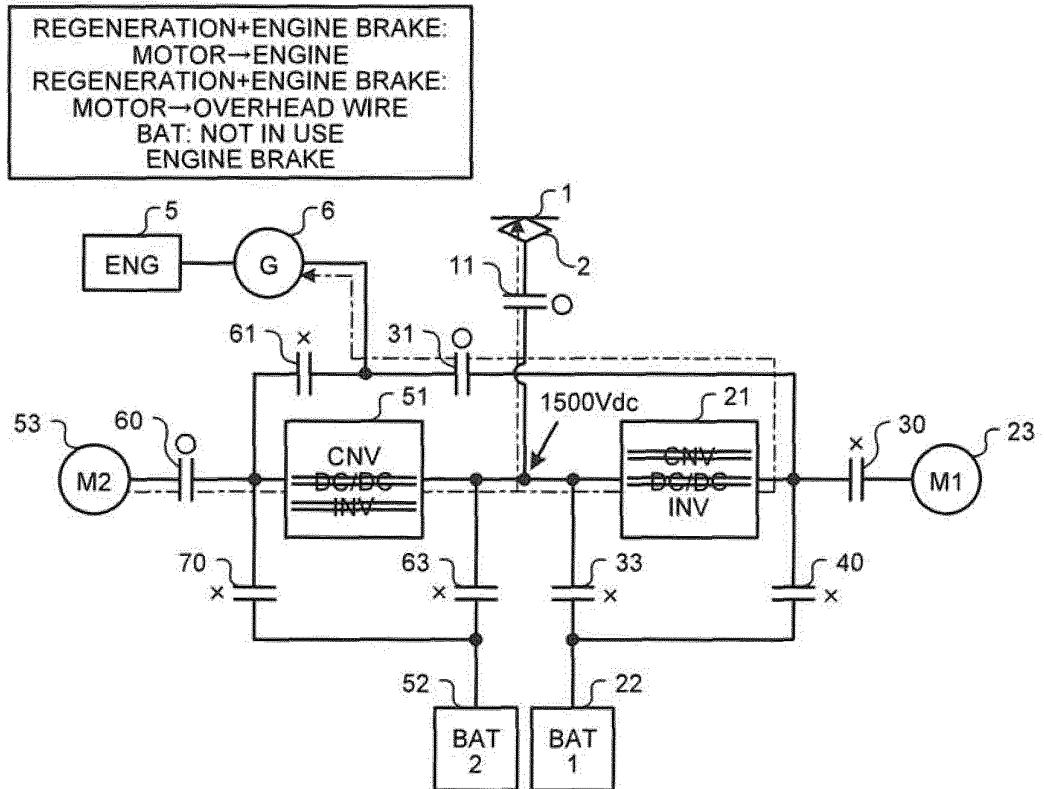 REGENERATION+ENGINE BRAKE:
MOTOR→ENGINE
REGENERATION+ENGINE BRAKE:
MOTOR→OVERHEAD WIRE
BAT: NOT IN USE
ENGINE BRAKE
5
6
1
ENG
G
2
11
61
×
31
51
1500Vdc
21
53
60
30
×
23
M2
CNV
DC/DC
INV
CNV
DC/DC
INV
M1
70
×
63
×
33
×
40
×
52
22
BAT
2
BAT
1